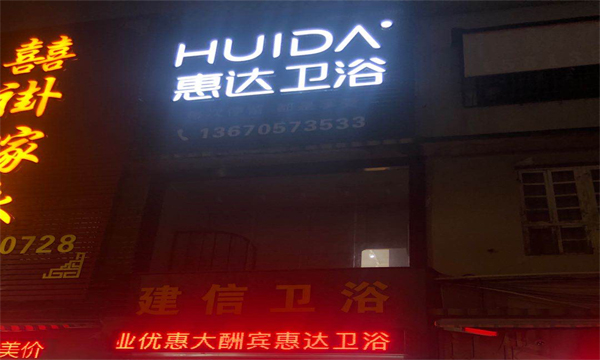 HUIDA
惠达卫浴
13670573533
囍
褂
家
0728
美价
建信卫浴
业优惠大酬宾惠达卫浴